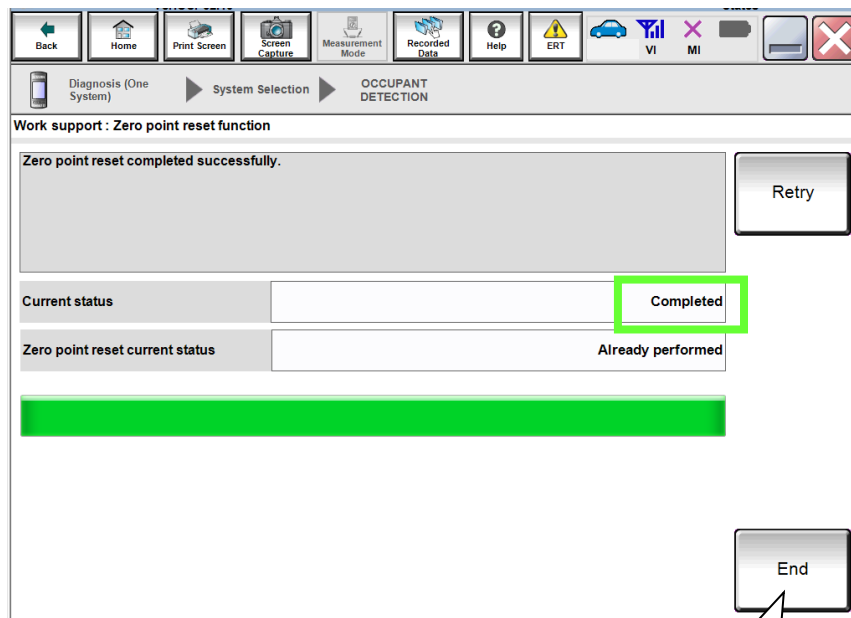 Back
Home
Print Screen
Screen
Capture
Measurement
Mode
Recorded
Data
Help
ERT
VI
MI
Diagnosis (One
System)
System Selection
OCCUPANT
DETECTION
Work support : Zero point reset function
Zero point reset completed successfully.
Retry
Current status
Completed
Zero point reset current status
Already performed
End